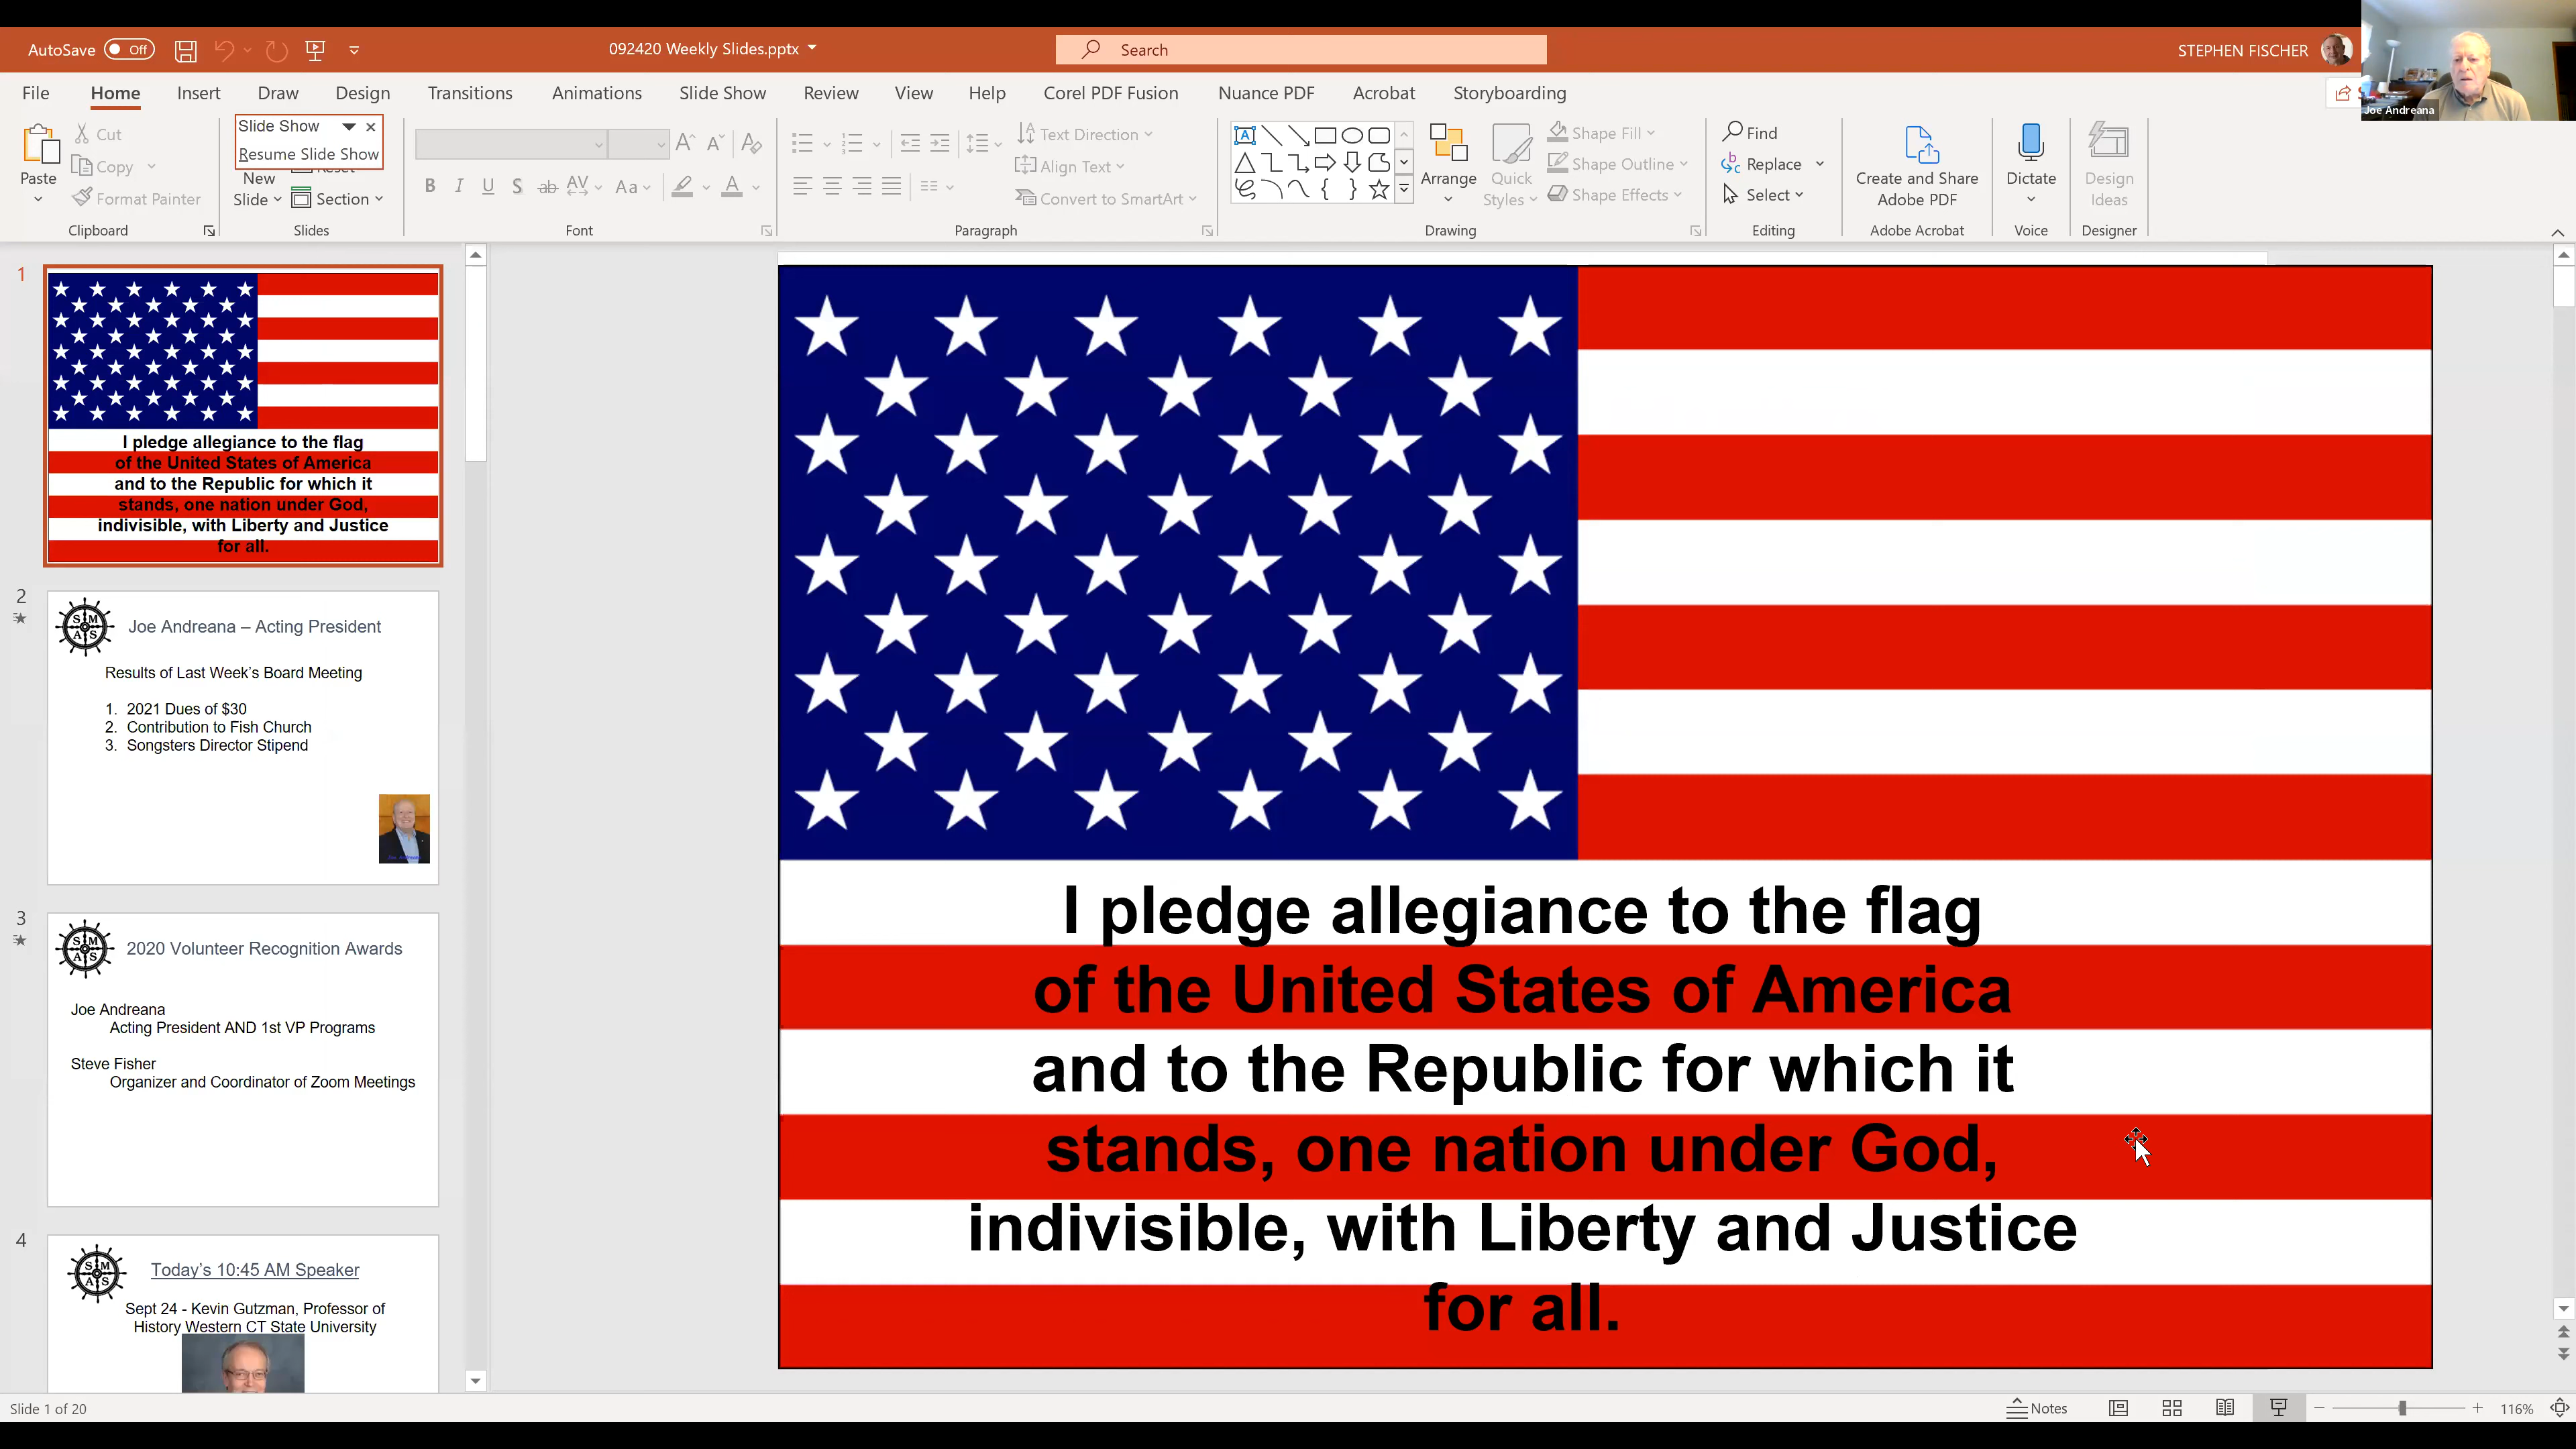 AutoSave Off
092420 Weekly Slides.pptx
Search
STEPHEN FISCHER
Joe Andreana
File Home Insert Draw Design Transitions Animations Slide Show Review View Help Corel PDF Fusion Nuance PDF Acrobat Storyboarding
Slide Show
Resume Slide Show
Paste
Cut
Copy
Format Painter
Clipboard
New
Slide
Reset
Section
Slides
B I U S ab AV Aa A
Font
Text Direction
Align Text
Convert to SmartArt
Paragraph
Arrange
Quick
Styles
Shape Fill
Shape Outline
Shape Effects
Drawing
Find
Replace
Select
Editing
Create and Share
Adobe PDF
Adobe Acrobat
Dictate
Voice
Design
Ideas
Designer
1
I pledge allegiance to the flag
of the United States of America
and to the Republic for which it
stands, one nation under God,
indivisible, with Liberty and Justice
for all.
2
S M
A S
Joe Andreana – Acting President
Results of Last Week's Board Meeting
1. 2021 Dues of $30
2. Contribution to Fish Church
3. Songsters Director Stipend
3
S M
A S
2020 Volunteer Recognition Awards
Joe Andreana
Acting President AND 1st VP Programs
Steve Fisher
Organizer and Coordinator of Zoom Meetings
4
S M
A S
Today's 10:45 AM Speaker
Sept 24 - Kevin Gutzman, Professor of
History Western CT State University
I pledge allegiance to the flag
of the United States of America
and to the Republic for which it
stands, one nation under God,
indivisible, with Liberty and Justice
for all.
Slide 1 of 20
Notes
116%